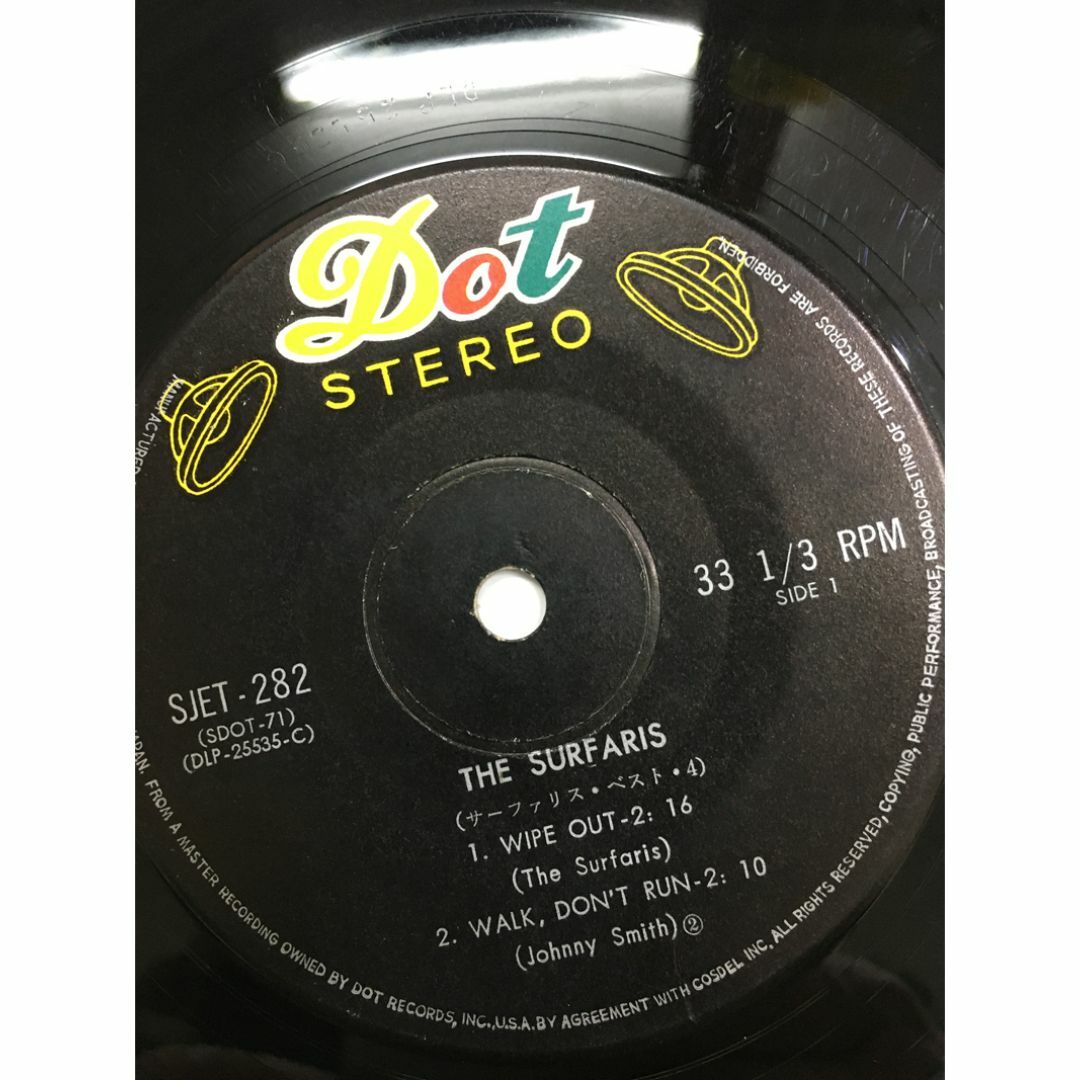 Dot
STEREO
33 1/3 RPM
SIDE 1
SJET-282
(SDOT-71)
(DLP-25535-C)
THE SURFARIS
(サーファリス・ベスト・4)
1. WIPE OUT-2: 16
(The Surfaris)
2. WALK, DON'T RUN-2: 10
(Johnny Smith)②
MANUFACTURED
JAPAN. FROM A MASTER RECORDING OWNED BY DOT RECORDS, INC.,U.S.A. BY AGREEMENT WITH COSDEL INC. ALL RIGHTS RESERVED, COPYING, PUBLIC PERFORMANCE, BROADCASTING OF THESE RECORDS ARE FORBIDDEN